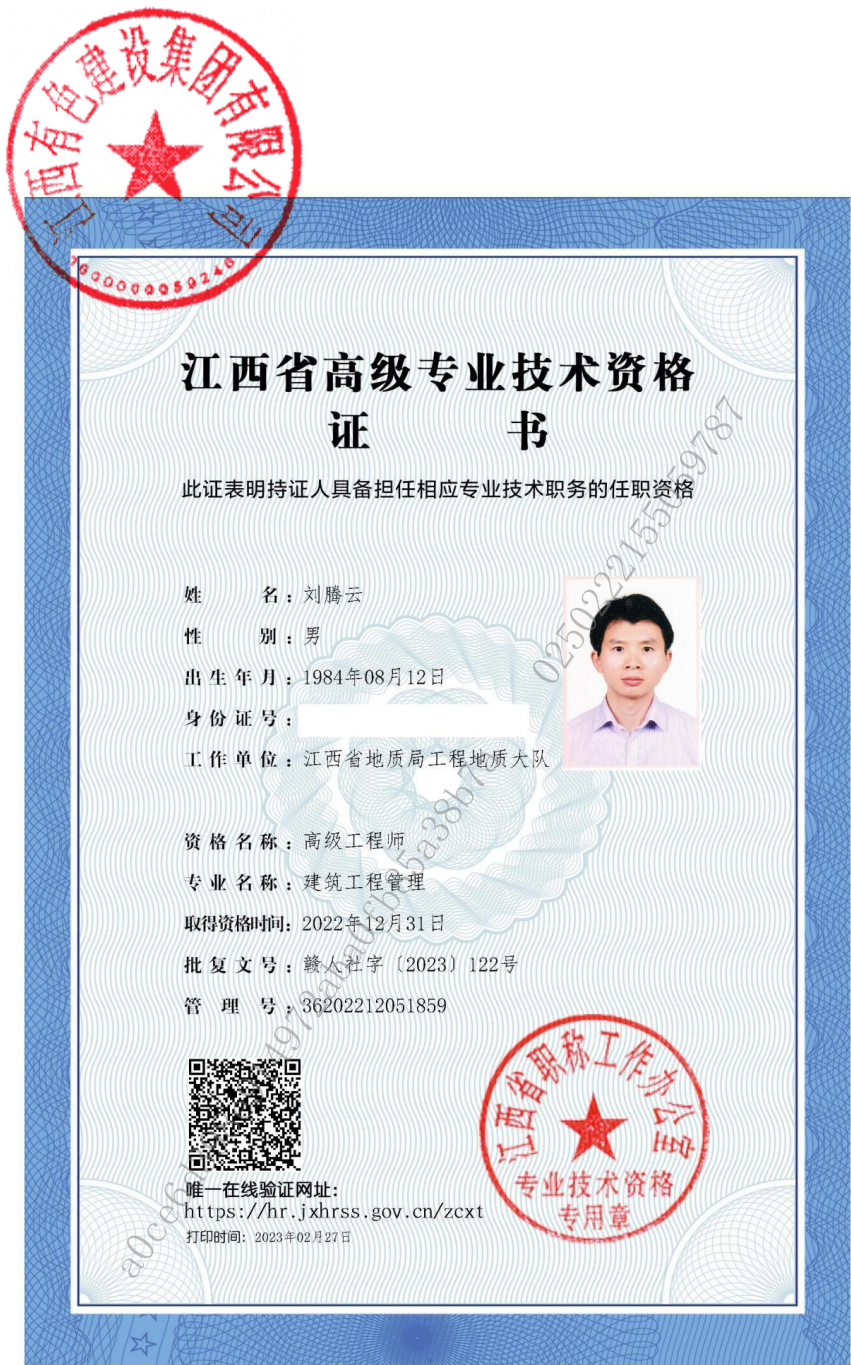 江西有色建设集团有限公司
江西省高级专业技术资格
证书
此证表明持证人具备担任相应专业技术职务的任职资格
姓名：刘腾云
性别：男
出生年月：1984年08月12日
身份证号：
工作单位：江西省地质局工程地质大队
资格名称：高级工程师
专业名称：建筑工程管理
取得资格时间：2022年12月31日
批复文号：赣人社字〔2023〕122号
管理号：36202212051859
江西省职称工作办公室
专业技术资格
专用章
唯一在线验证网址：
https://hr.jxhrss.gov.cn/zcxt
打印时间：2023年02月27日